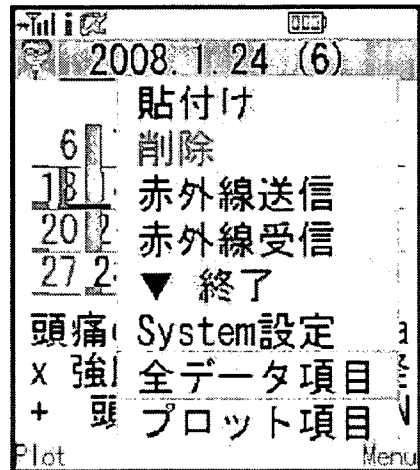 2008. 1. 24 (6)
貼付け
6
削除
13
赤外線送信
20 2
赤外線受信
27 2
▼ 終了
頭痛
System設定
x 強
全データ項目
+ 頭
プロット項目
Plot
Menu